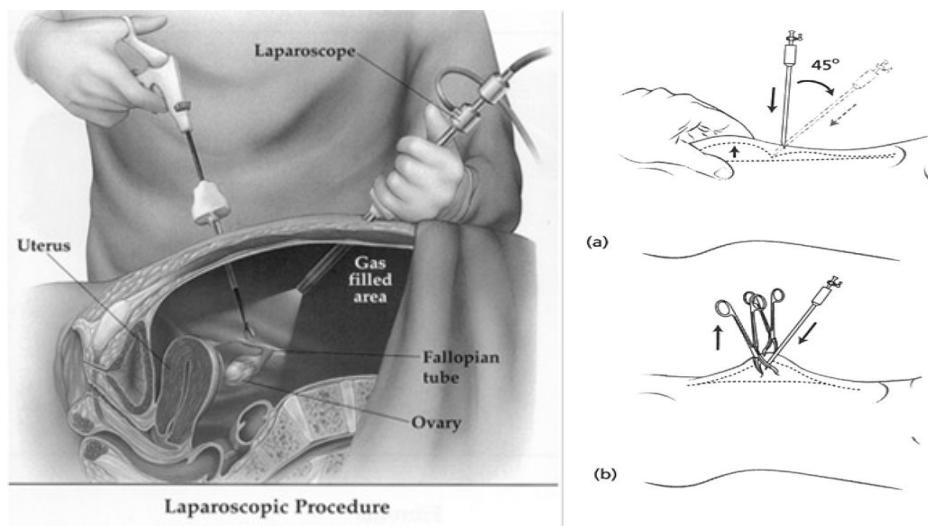 Laparoscope
Uterus
Gas
filled
area
Fallopian
tube
Ovary
Laparoscopic Procedure
45°
(a)
(b)